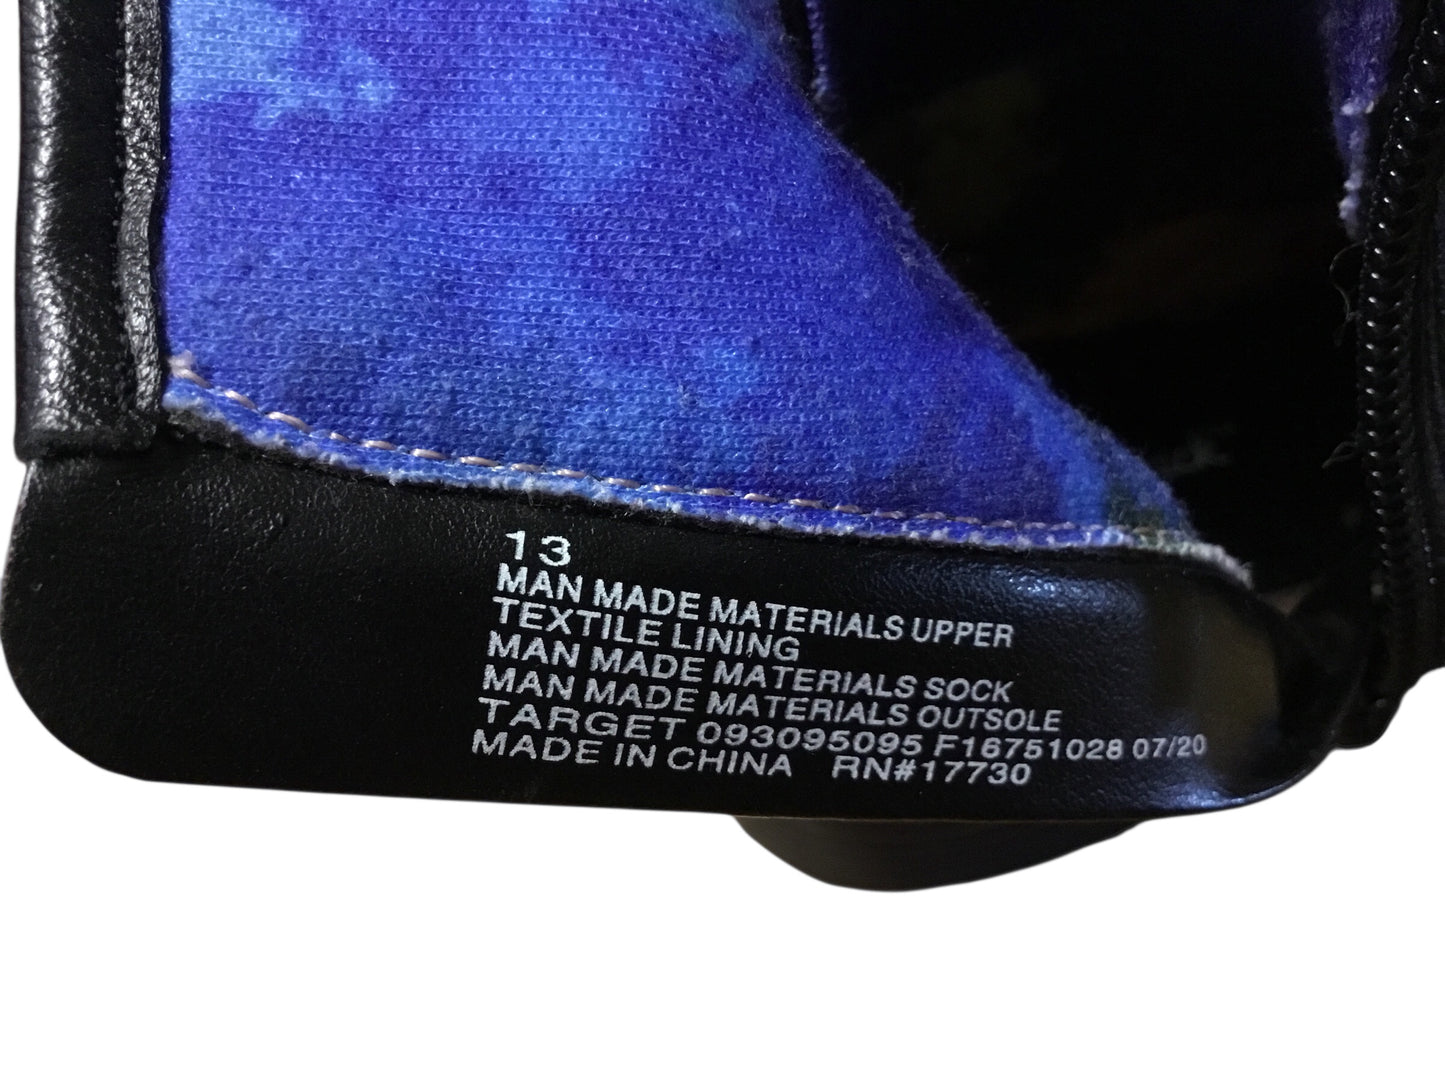 13
MAN MADE MATERIALS UPPER
TEXTILE LINING
MAN MADE MATERIALS SOCK
MAN MADE MATERIALS OUTSOLE
TARGET 093095095 F16751028 07/20
MADE IN CHINA RN#17730